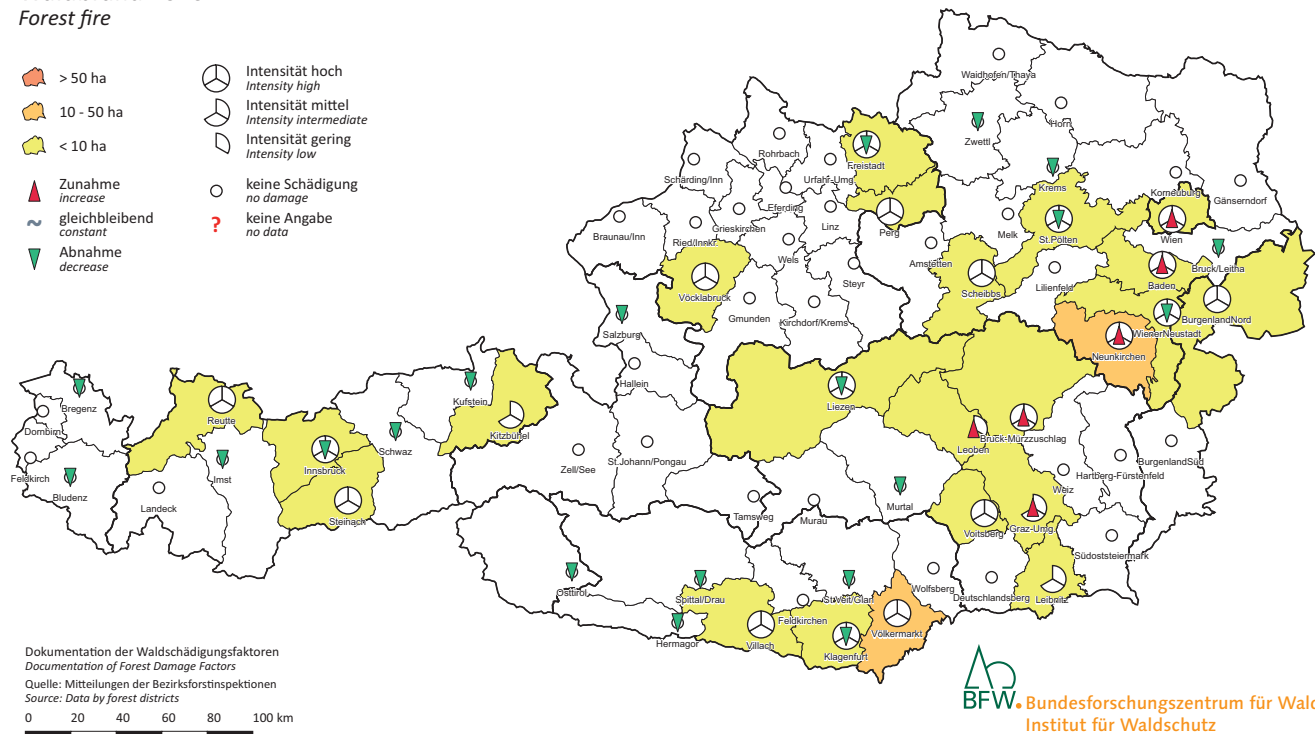 Forest fire
> 50 ha
10 - 50 ha
< 10 ha
Zunahme
increase
~ gleichbleibend
constant
Abnahme
decrease
Intensität hoch
Intensity high
Intensität mittel
Intensity intermediate
Intensität gering
Intensity low
keine Schädigung
no damage
? keine Angabe
no data
Waidhofen/Thaya
Horn
Zwettl
Rohrbach
Freistadt
Schärding/Inn
Urfahr-Umg.
Krems
Korneuburg
Gänserndorf
Eferding
Grieskirchen
Linz
Perg
Melk
St.Pölten
Wien
Braunau/Inn
Ried/Innkr.
Wels
Amstetten
Bruck/Leitha
Steyr
Scheibbs
Lilienfeld
Baden
Vöcklabruck
Gmunden
Kirchdorf/Krems
BurgenlandNord
WienerNeustadt
Salzburg
Neunkirchen
Hallein
Bregenz
Kufstein
Liezen
Dornbirn
Reutte
Kitzbühel
Bruck-Mürzzuschlag
Leoben
Schwaz
Innsbruck
St.Johann/Pongau
Zell/See
BurgenlandSüd
Feldkirch
Bludenz
Imst
Hartberg-Fürstenfeld
Weiz
Landeck
Steinach
Tamsweg
Murau
Murtal
Voitsberg
Graz-Umg.
Südoststeiermark
Osttirol
Spittal/Drau
St.Veit/Glan
Wolfsberg
Deutschlandsberg
Leibnitz
Feldkirchen
Völkermarkt
Hermagor
Villach
Klagenfurt
Dokumentation der Waldschädigungsfaktoren
Documentation of Forest Damage Factors
Quelle: Mitteilungen der Bezirksforstinspektionen
Source: Data by forest districts
0 20 40 60 80 100 km
BFW.
Bundesforschungszentrum für Wald
Institut für Waldschutz